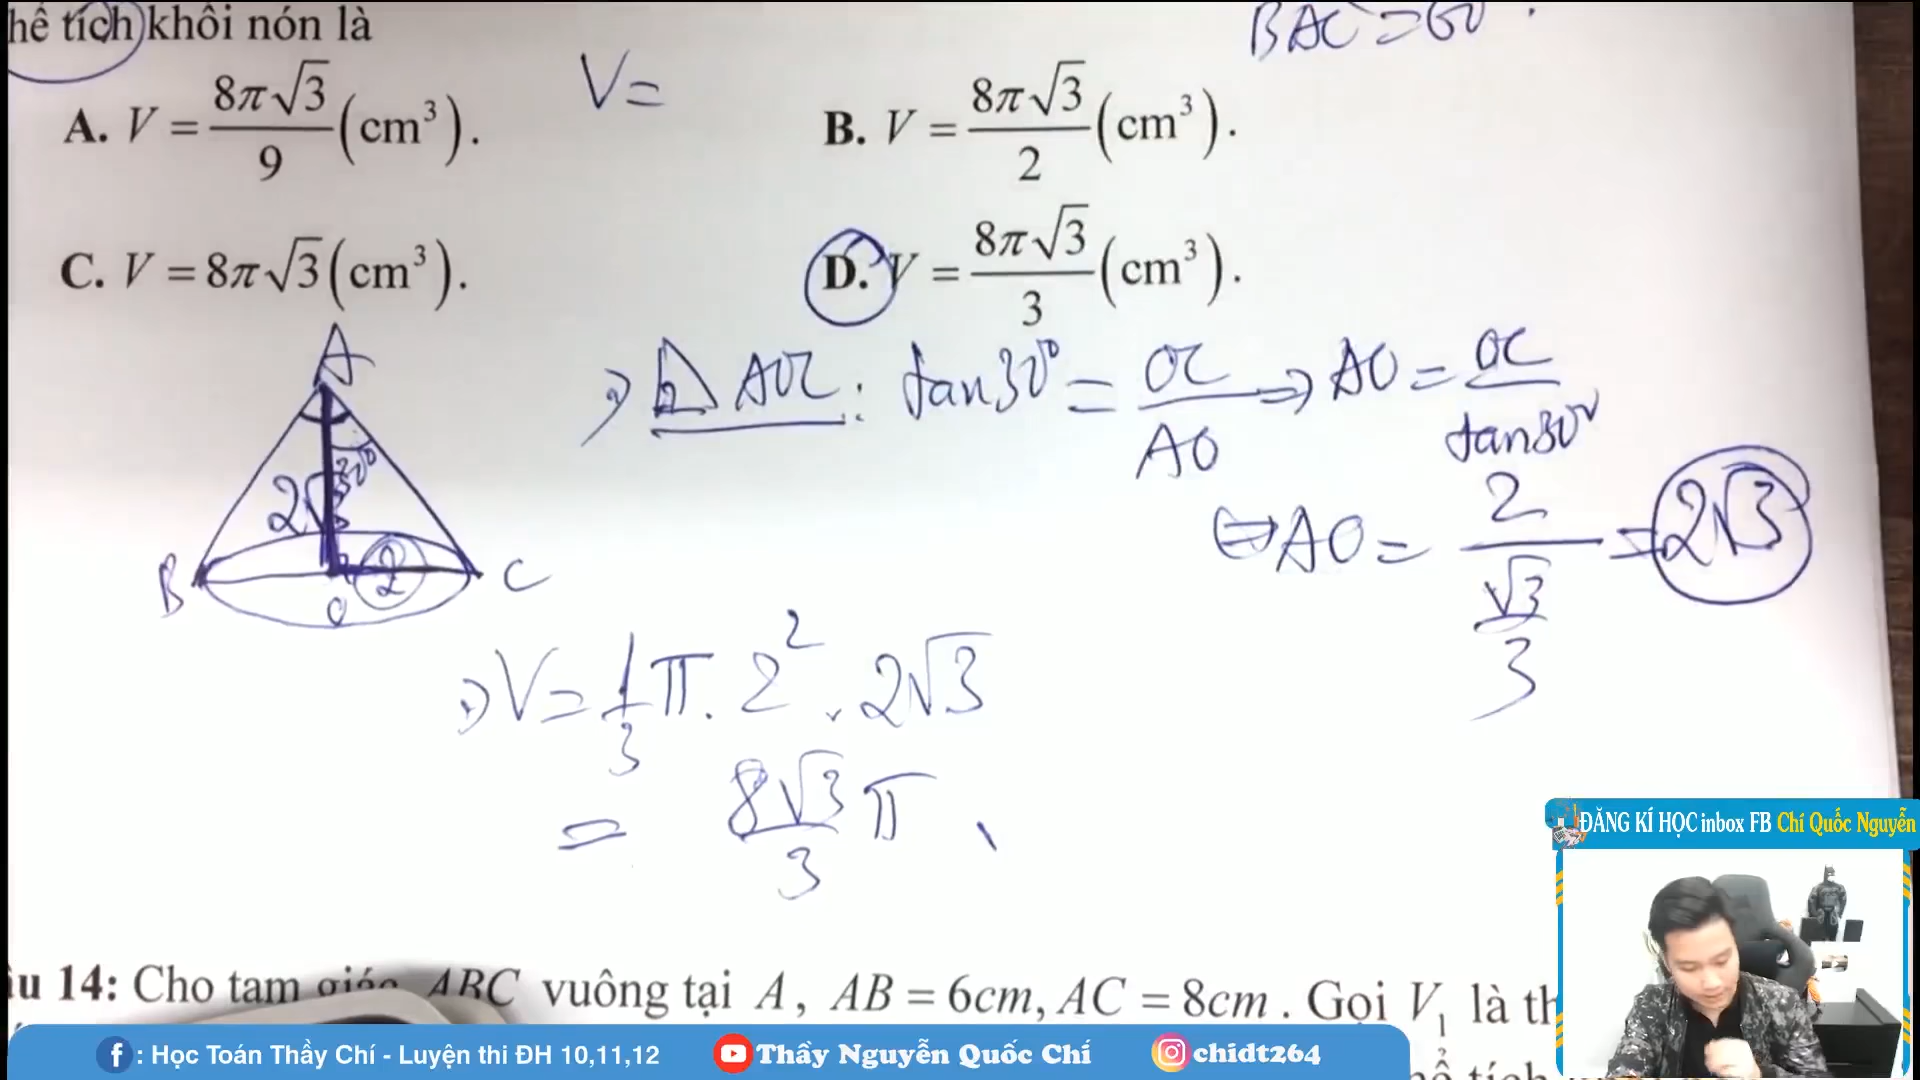 hể tích khối nón là
BAC = 60°.
V =
A. V = 8π√3/9 (cm³).
B. V = 8π√3/2 (cm³).
C. V = 8π√3 (cm³).
D. V = 8π√3/3 (cm³).
A
30°
2√3
2
B
O
C
⇒ ⊿ AOC : tan30° = OC/AO ⇒ AO = OC/tan30°
⇔ AO = 2/(√3/3) = 2√3
⇒ V = 1/3 π . 2² . 2√3
= 8√3/3 π
ĐĂNG KÍ HỌC inbox FB Chí Quốc Nguyễn
âu 14: Cho tam giác ABC vuông tại A, AB = 6cm, AC = 8cm. Gọi V₁ là th
f : Học Toán Thầy Chí - Luyện thi ĐH 10,11,12
Thầy Nguyễn Quốc Chí
chidt264